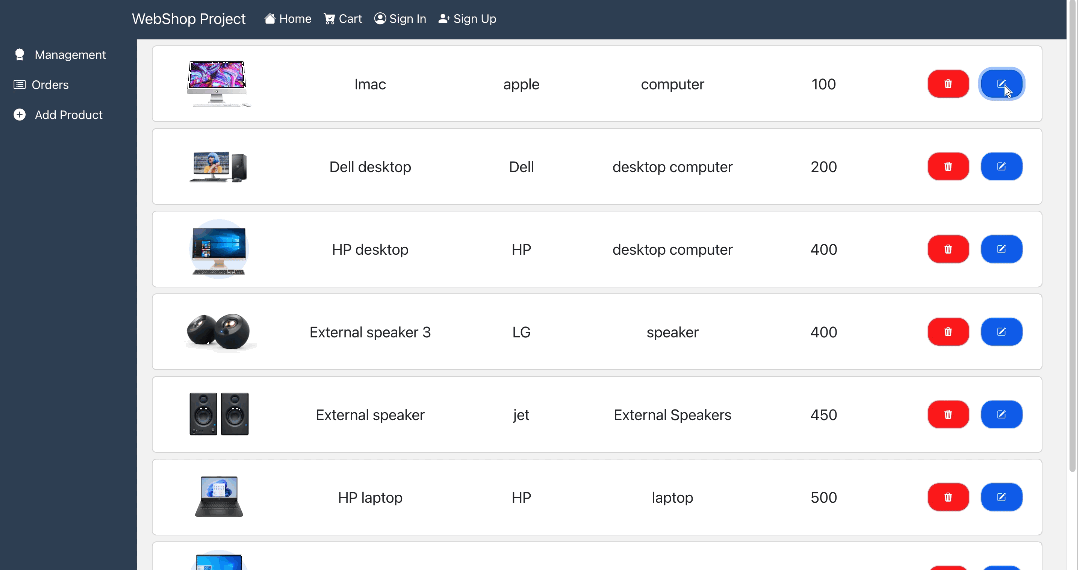 WebShop Project Home Cart Sign In Sign Up
Management
Orders
Add Product
Imac apple computer 100
Dell desktop Dell desktop computer 200
HP desktop HP desktop computer 400
External speaker 3 LG speaker 400
External speaker jet External Speakers 450
HP laptop HP laptop 500